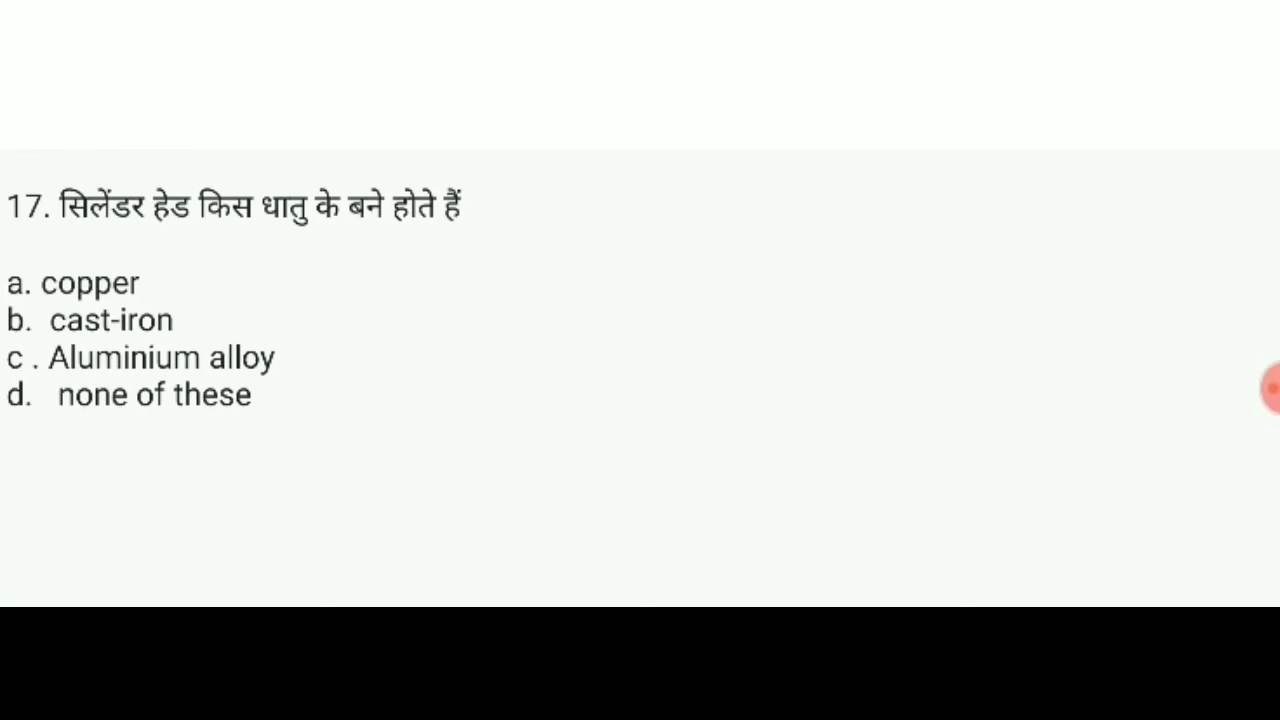 17. सिलेंडर हेड किस धातु के बने होते हैं
a. copper
b. cast-iron
c . Aluminium alloy
d. none of these